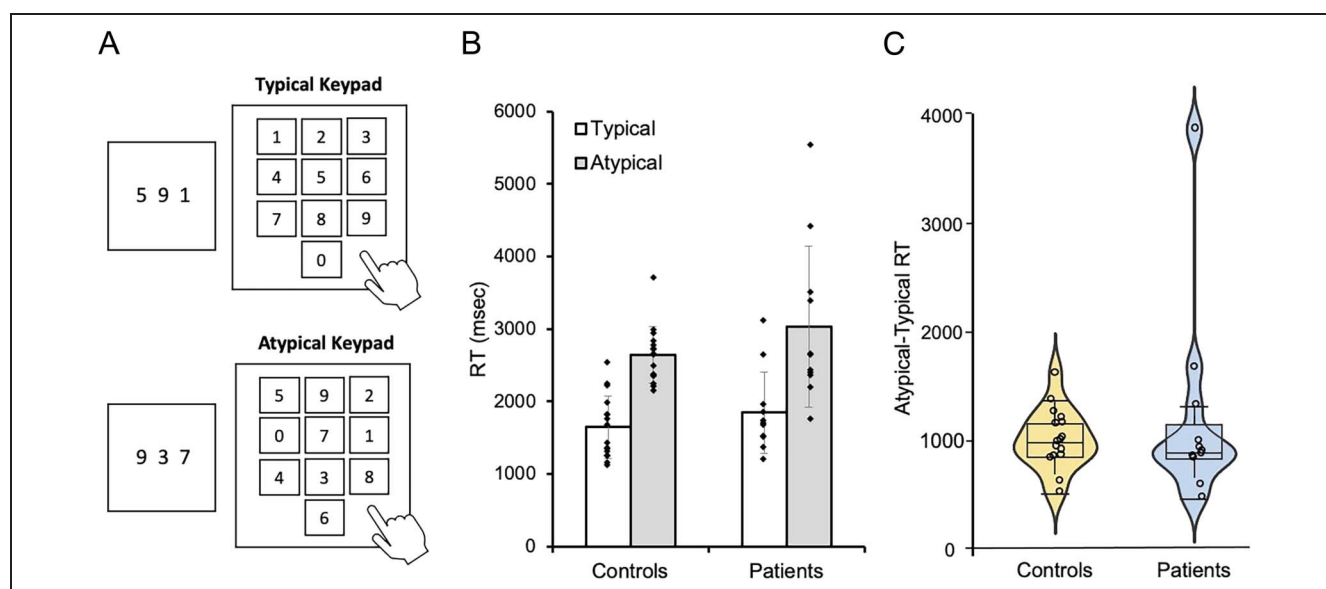 A
Typical Keypad
5 9 1
1 2 3
4 5 6
7 8 9
0
Atypical Keypad
9 3 7
5 9 2
0 7 1
4 3 8
6
B
RT (msec)
6000
5000
4000
3000
2000
1000
0
Typical
Atypical
Controls Patients
C
Atypical-Typical RT
4000
3000
2000
1000
0
Controls Patients